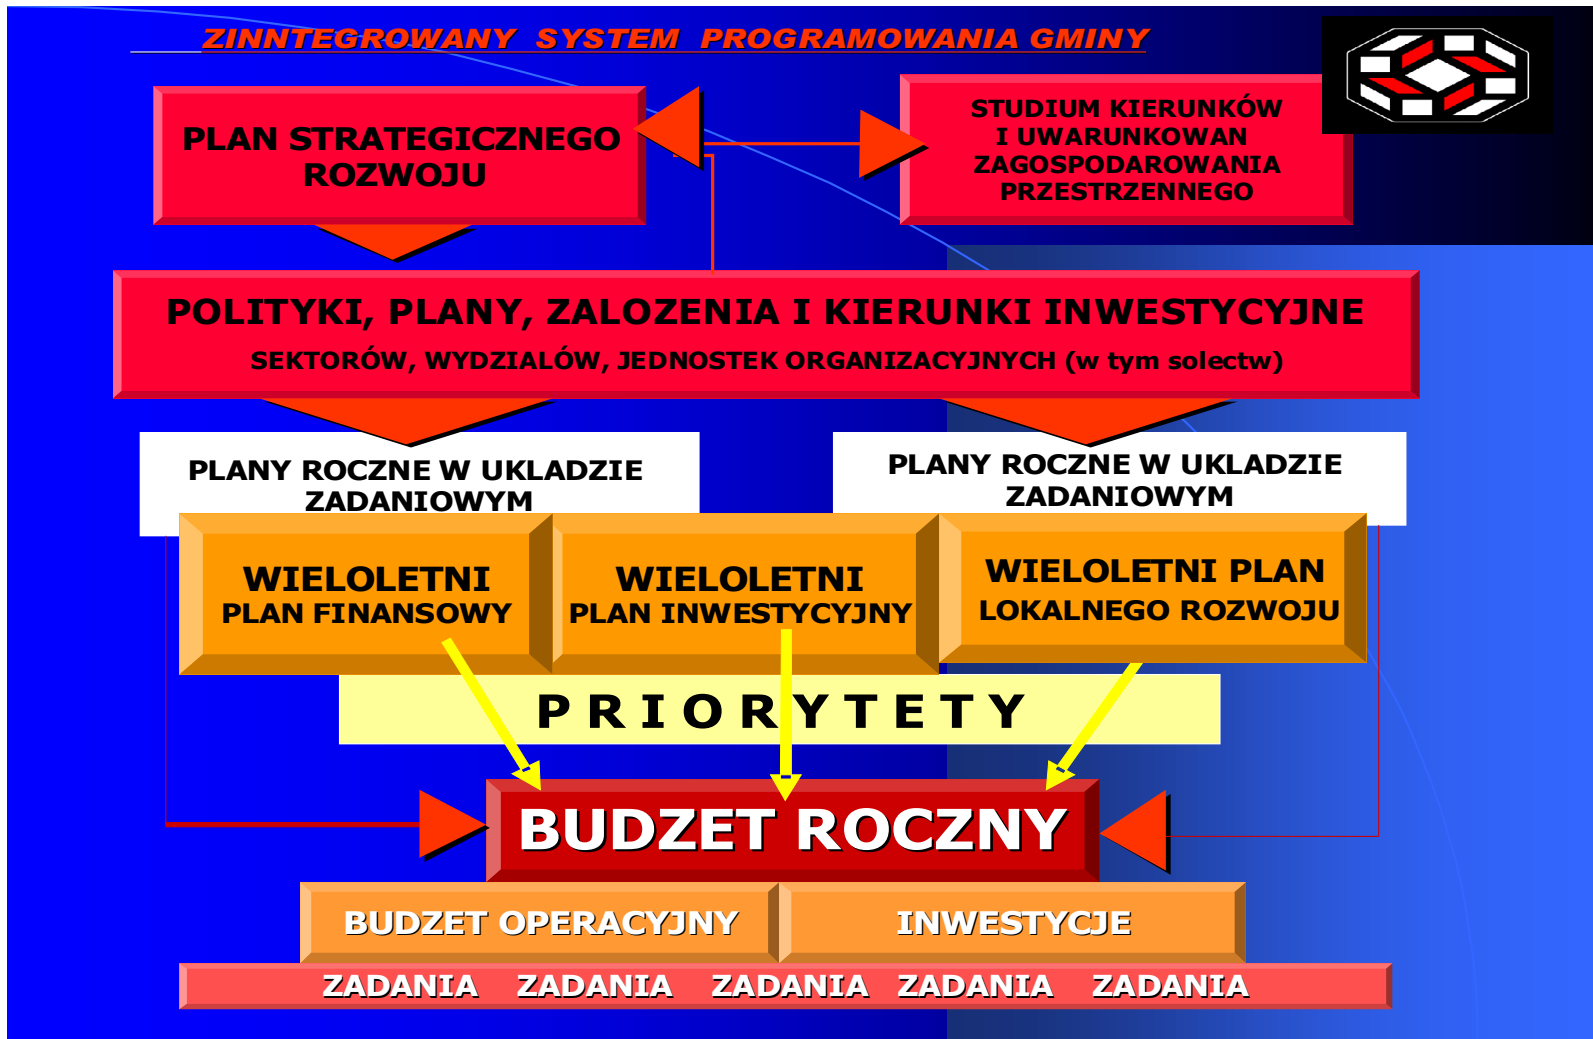 ZINNTEGROWANY SYSTEM PROGRAMOWANIA GMINY
PLAN STRATEGICZNEGO
ROZWOJU
STUDIUM KIERUNKÓW
I UWARUNKOWAN
ZAGOSPODAROWANIA
PRZESTRZENNEGO
POLITYKI, PLANY, ZALOZENIA I KIERUNKI INWESTYCYJNE
SEKTORÓW, WYDZIALÓW, JEDNOSTEK ORGANIZACYJNYCH (w tym solectw)
PLANY ROCZNE W UKLADZIE
ZADANIOWYM
PLANY ROCZNE W UKLADZIE
ZADANIOWYM
WIELOLETNI
PLAN FINANSOWY
WIELOLETNI
PLAN INWESTYCYJNY
WIELOLETNI PLAN
LOKALNEGO ROZWOJU
P R I O R Y T E T Y
BUDZET ROCZNY
BUDZET OPERACYJNY
INWESTYCJE
ZADANIA ZADANIA ZADANIA ZADANIA ZADANIA